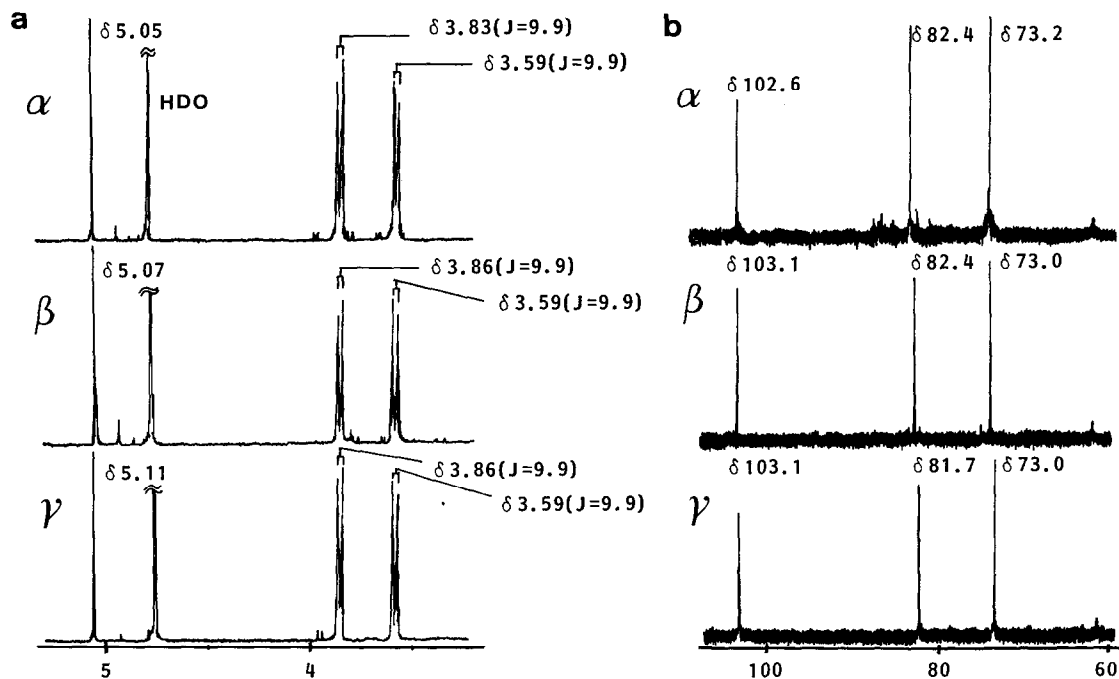 a
α
δ5.05
HDO
δ3.83(J=9.9)
δ3.59(J=9.9)
β
δ5.07
δ3.86(J=9.9)
δ3.59(J=9.9)
γ
δ5.11
δ3.86(J=9.9)
δ3.59(J=9.9)
5
4
b
α
δ102.6
δ82.4
δ73.2
β
δ103.1
δ82.4
δ73.0
γ
δ103.1
δ81.7
δ73.0
100
80
60